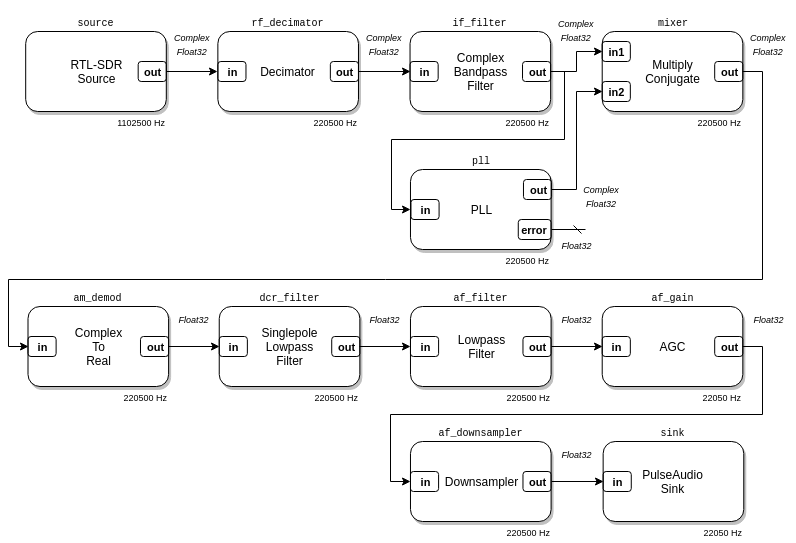 source
rf_decimator
if_filter
mixer
Complex
Float32
Complex
Float32
Complex
Float32
Complex
Float32
RTL-SDR
Source
out
in
Decimator
out
in
Complex
Bandpass
Filter
out
in1
in2
Multiply
Conjugate
out
1102500 Hz
220500 Hz
220500 Hz
220500 Hz
pll
in
PLL
out
error
Complex
Float32
Float32
220500 Hz
am_demod
dcr_filter
af_filter
af_gain
Float32
Float32
Float32
Float32
in
Complex
To
Real
out
in
Singlepole
Lowpass
Filter
out
in
Lowpass
Filter
out
in
AGC
out
220500 Hz
220500 Hz
220500 Hz
22050 Hz
af_downsampler
sink
Float32
in
Downsampler
out
in
PulseAudio
Sink
220500 Hz
22050 Hz